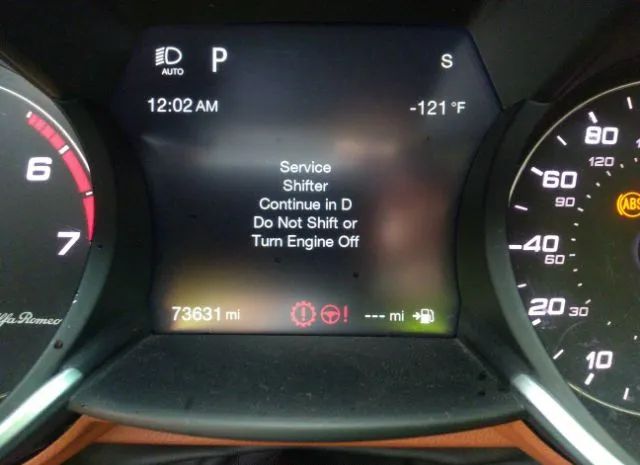 AUTO
P
S
12:02 AM
-121 °F
Service
Shifter
Continue in D
Do Not Shift or
Turn Engine Off
73631 mi
! ! --- mi
6
7
Alfa Romeo
80
120
60
90
ABS
40
60
20 30
10